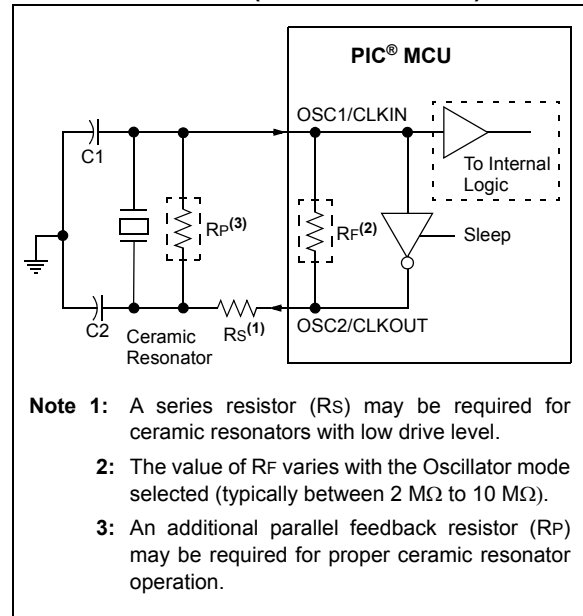 PIC® MCU
OSC1/CLKIN
C1
To Internal
Logic
RP(3)
RF(2)
Sleep
OSC2/CLKOUT
C2
Ceramic
Resonator
RS(1)
Note 1: A series resistor (RS) may be required for
ceramic resonators with low drive level.
2: The value of RF varies with the Oscillator mode
selected (typically between 2 MΩ to 10 MΩ).
3: An additional parallel feedback resistor (RP)
may be required for proper ceramic resonator
operation.